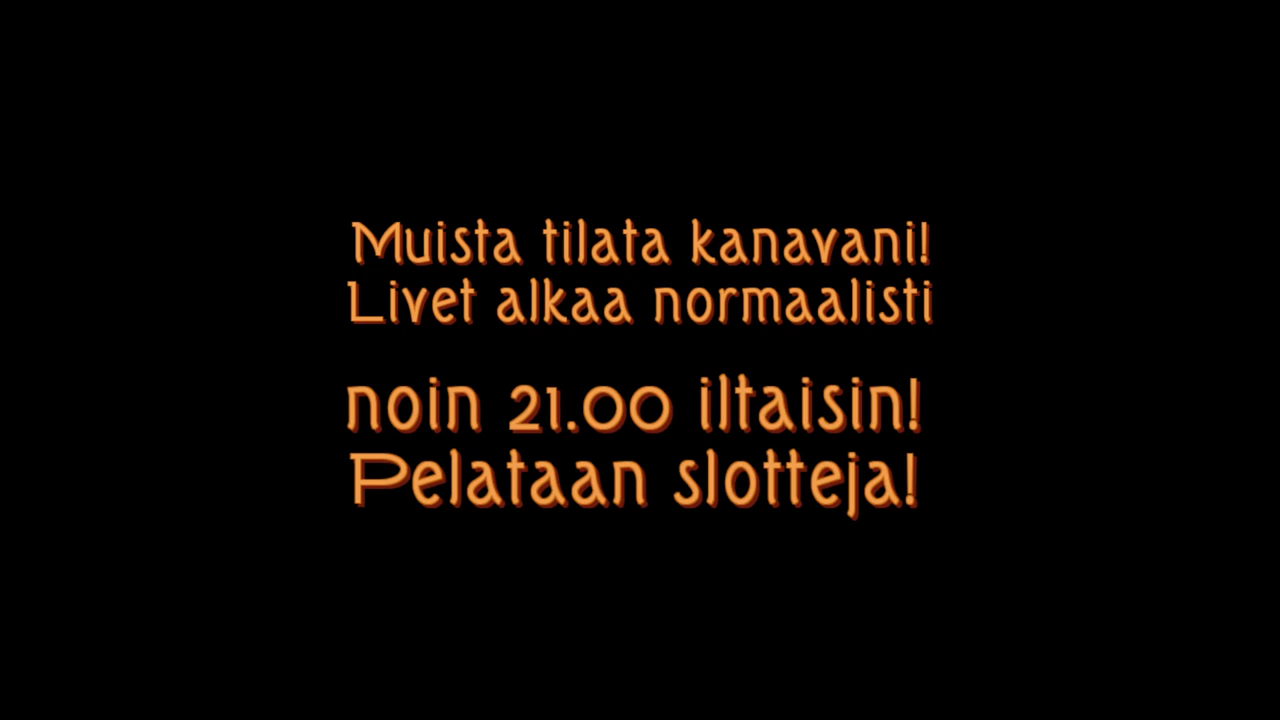 Muista tilata kanavani!
Livet alkaa normaalisti
noin 21.00 iltaisin!
Pelataan slotteja!